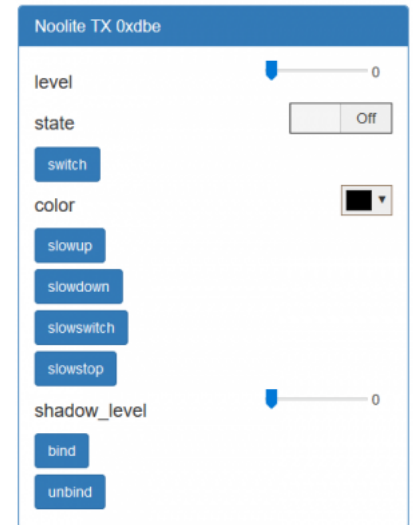 Noolite TX 0xdbe
level 0
state Off
switch
color
slowup
slowdown
slowswitch
slowstop
shadow_level 0
bind
unbind